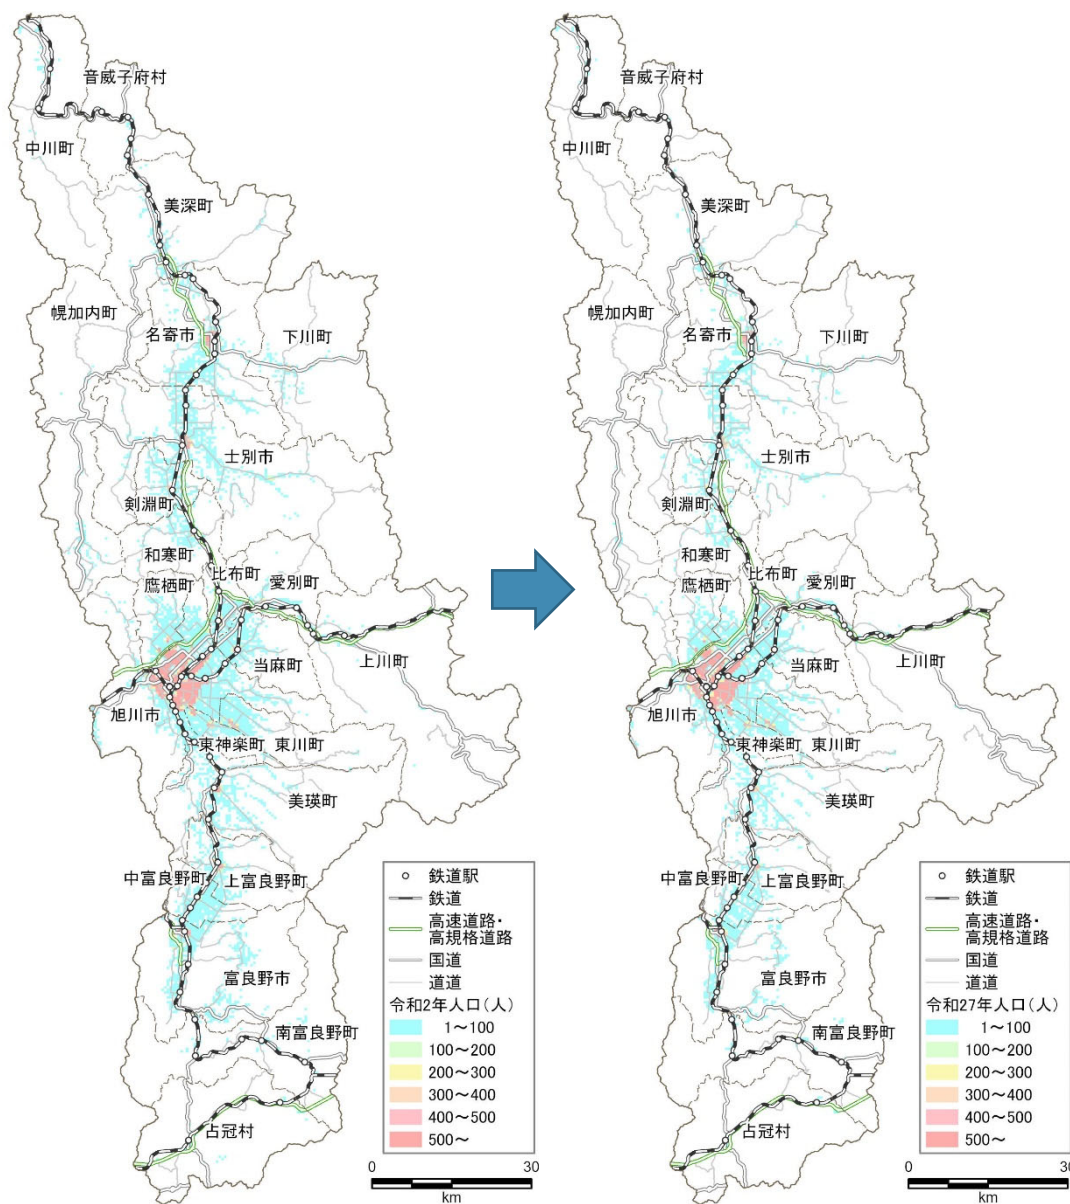 音威子府村
中川町
美深町
幌加内町
名寄市
下川町
士別市
剣淵町
和寒町
比布町
愛別町
鷹栖町
当麻町
上川町
旭川市
東神楽町
東川町
美瑛町
中富良野町
上富良野町
富良野市
南富良野町
占冠村
鉄道駅
鉄道
高速道路・
高規格道路
国道
道道
令和2年人口(人)
1～100
100～200
200～300
300～400
400～500
500～
0 30
km
音威子府村
中川町
美深町
幌加内町
名寄市
下川町
士別市
剣淵町
和寒町
比布町
愛別町
鷹栖町
当麻町
上川町
旭川市
東神楽町
東川町
美瑛町
中富良野町
上富良野町
富良野市
南富良野町
占冠村
鉄道駅
鉄道
高速道路・
高規格道路
国道
道道
令和27年人口(人)
1～100
100～200
200～300
300～400
400～500
500～
0 30
km